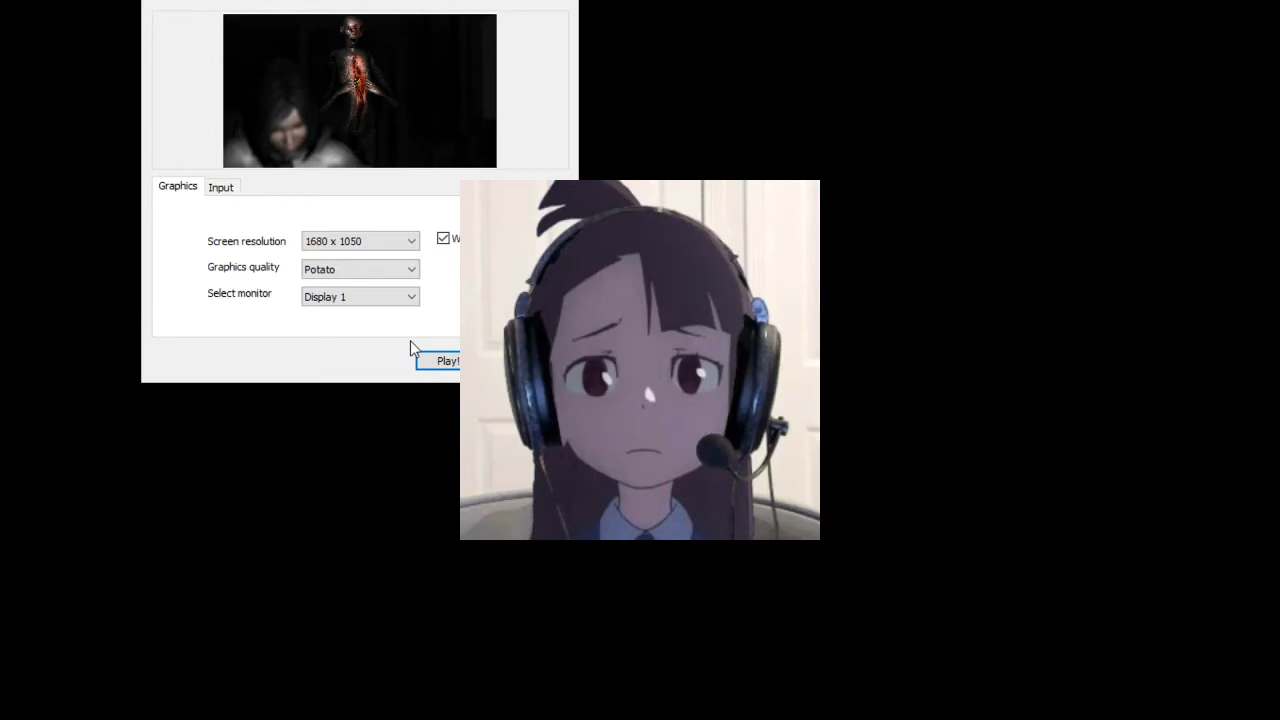 Graphics Input
Screen resolution 1680 x 1050
Graphics quality Potato
Select monitor Display 1
Play!